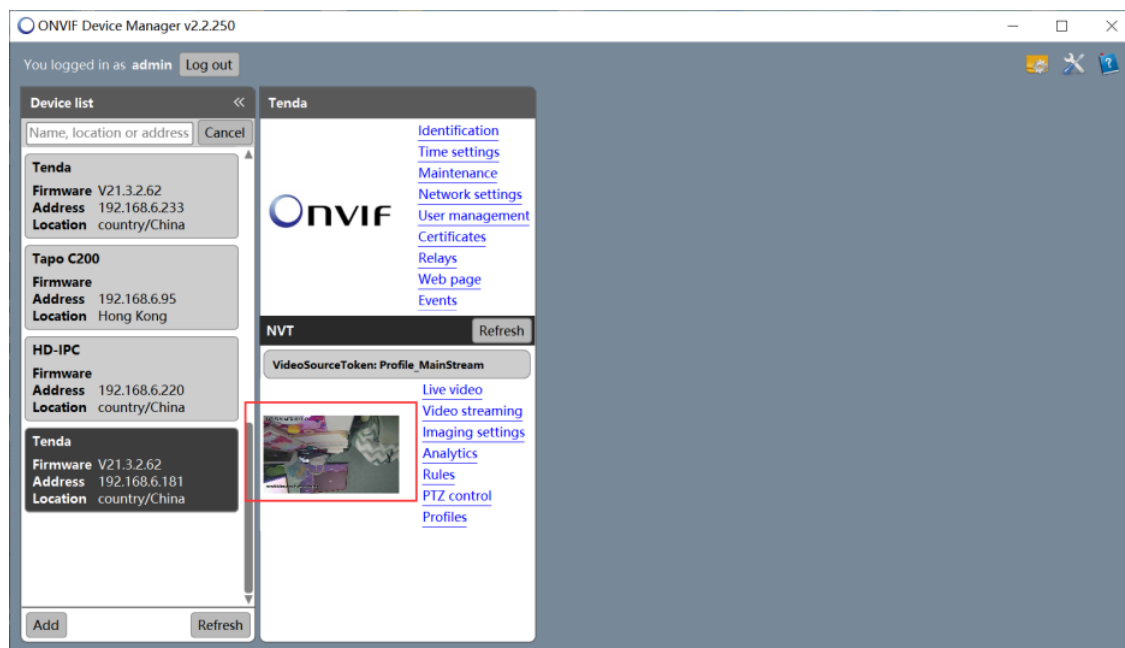 ONVIF Device Manager v2.2.250
You logged in as admin Log out
Device list «
Name, location or address Cancel
Tenda
Firmware V21.3.2.62
Address 192.168.6.233
Location country/China
Tapo C200
Firmware
Address 192.168.6.95
Location Hong Kong
HD-IPC
Firmware
Address 192.168.6.220
Location country/China
Tenda
Firmware V21.3.2.62
Address 192.168.6.181
Location country/China
Add Refresh
Tenda
ONVIF
Identification
Time settings
Maintenance
Network settings
User management
Certificates
Relays
Web page
Events
NVT Refresh
VideoSourceToken: Profile_MainStream
Live video
Video streaming
Imaging settings
Analytics
Rules
PTZ control
Profiles